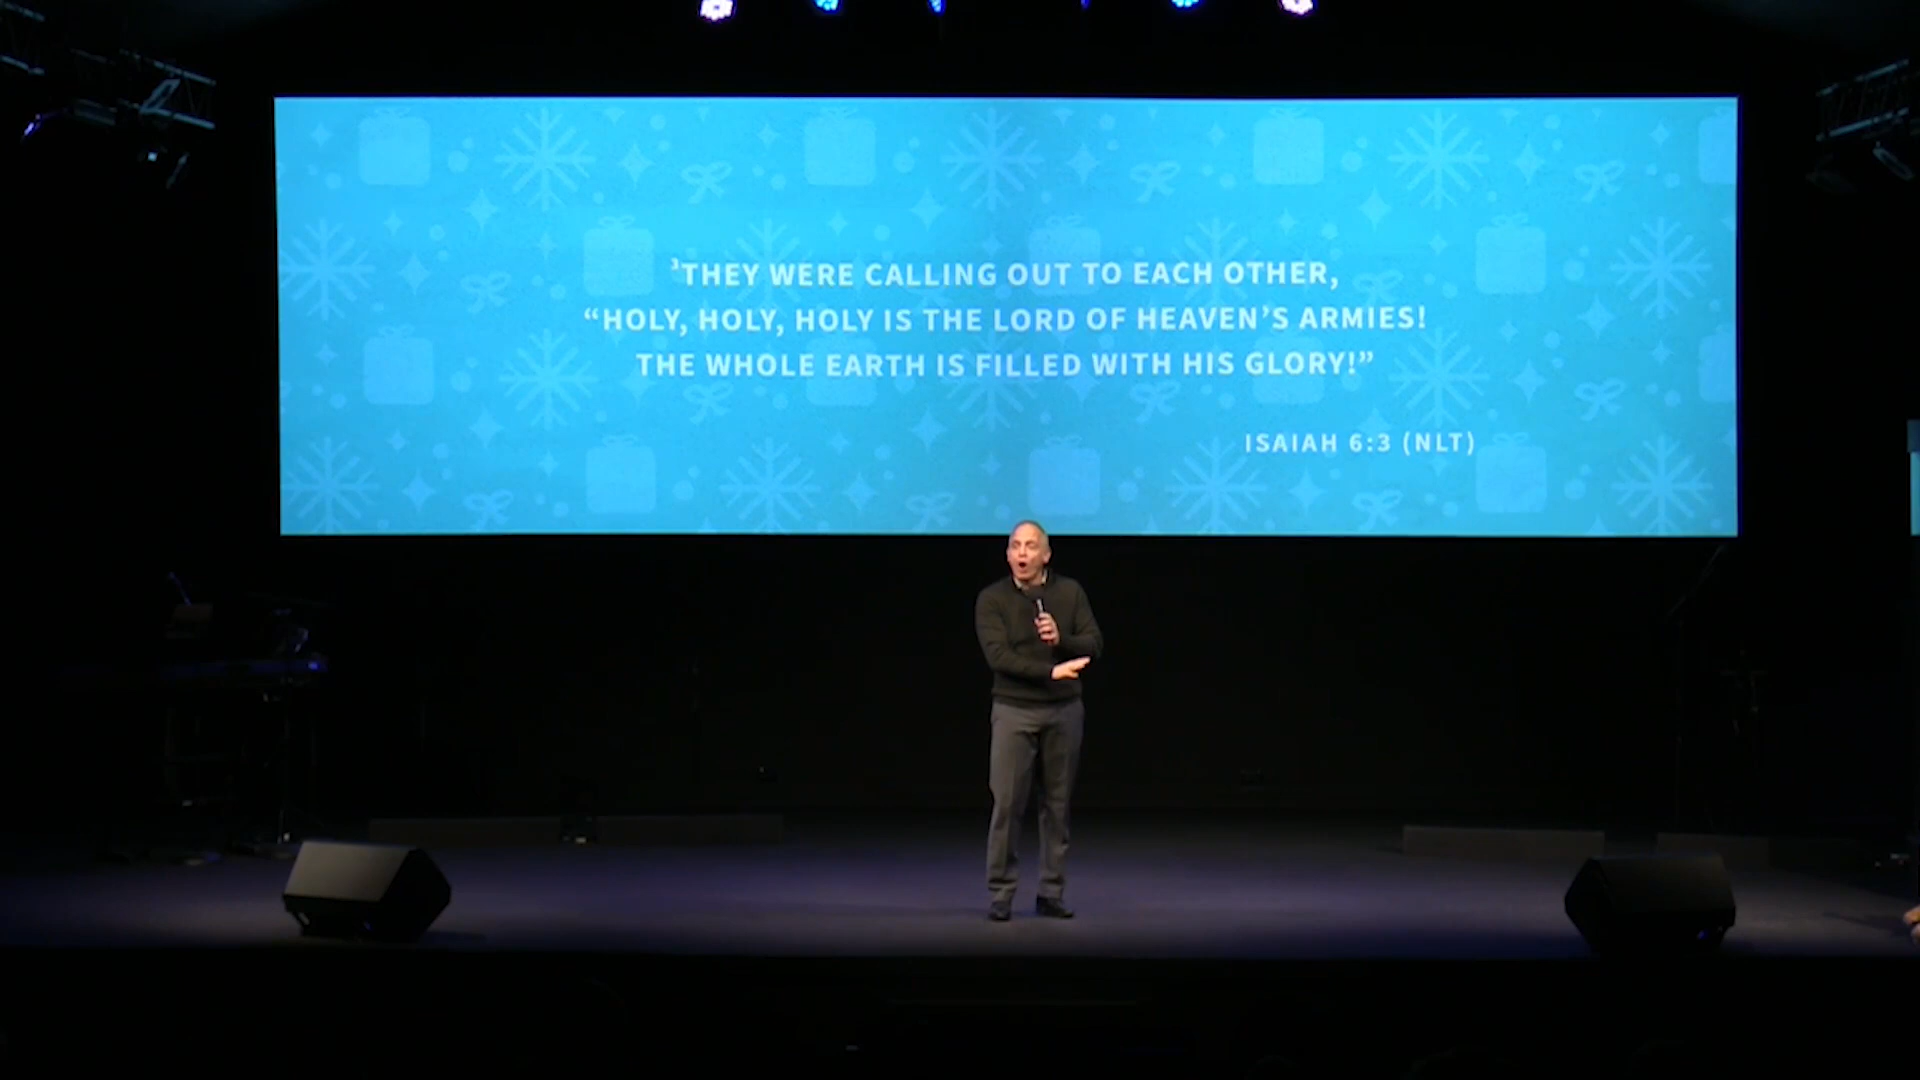 ³THEY WERE CALLING OUT TO EACH OTHER,
“HOLY, HOLY, HOLY IS THE LORD OF HEAVEN’S ARMIES!
THE WHOLE EARTH IS FILLED WITH HIS GLORY!”
ISAIAH 6:3 (NLT)